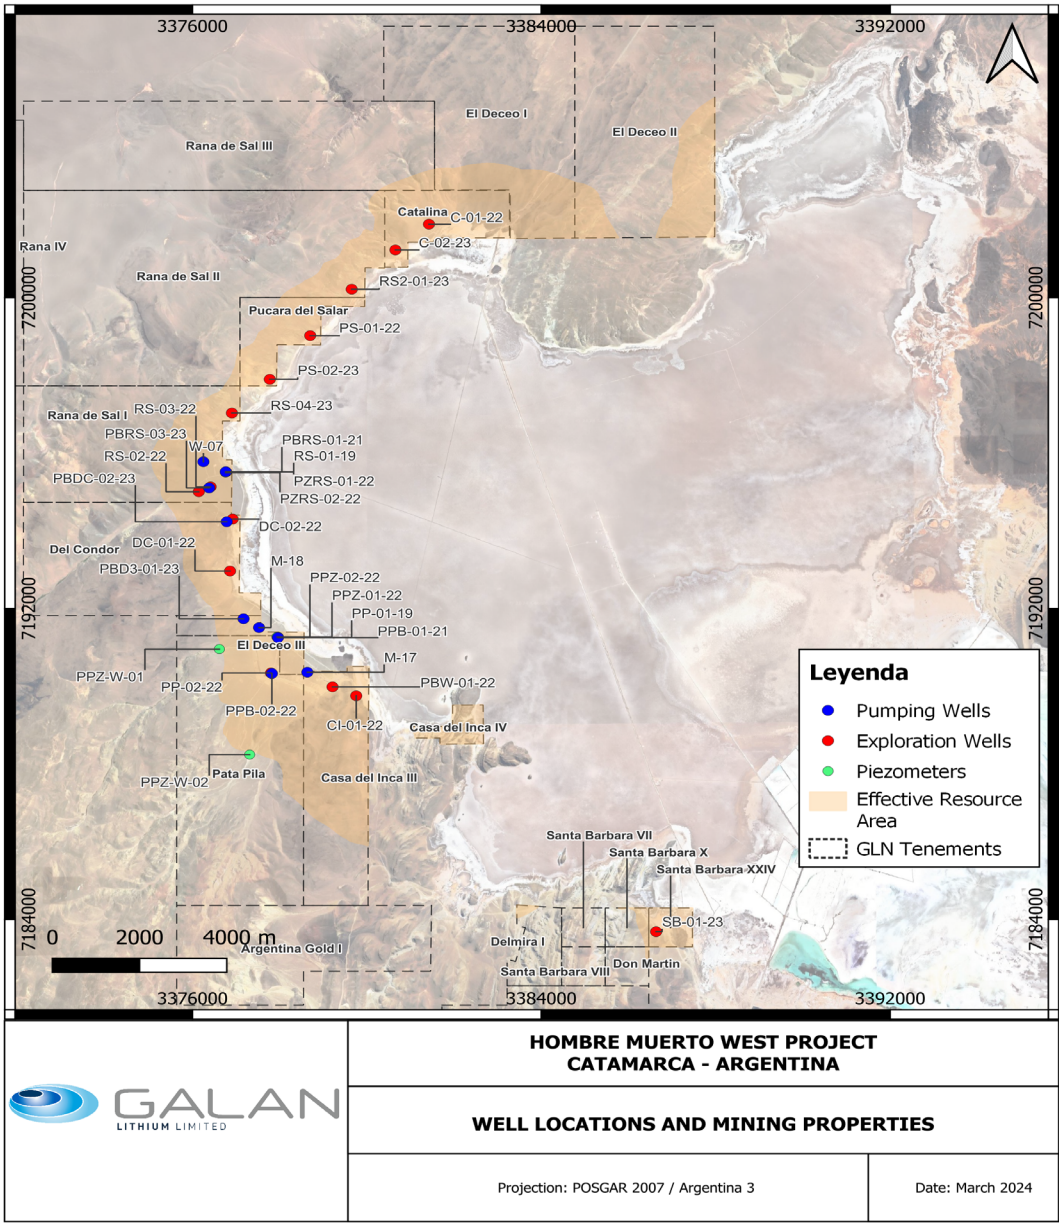 3376000
3384000
3392000
El Deceo I
El Deceo II
Rana de Sal III
Catalina
C-01-22
Rana IV
C-02-23
Rana de Sal II
RS2-01-23
7200000
7200000
Pucara del Salar
PS-01-22
PS-02-23
RS-03-22
RS-04-23
Rana de Sal I
PBRS-03-23
W-07
PBRS-01-21
RS-02-22
RS-01-19
PBDC-02-23
PZRS-01-22
PZRS-02-22
DC-02-22
DC-01-22
Del Condor
M-18
PBD3-01-23
PPZ-02-22
PPZ-01-22
7192000
7192000
PP-01-19
PPB-01-21
El Deceo III
M-17
PPZ-W-01
PP-02-22
PBW-01-22
PPB-02-22
CI-01-22
Casa del Inca IV
Pata Pila
PPZ-W-02
Casa del Inca III
Leyenda
Pumping Wells
Exploration Wells
Piezometers
Effective Resource
Area
GLN Tenements
Santa Barbara VII
Santa Barbara X
Santa Barbara XXIV
7184000
7184000
SB-01-23
0
2000
4000 m
Argentina Gold I
Delmira I
Don Martin
Santa Barbara VIII
3376000
3384000
3392000
GALAN
LITHIUM LIMITED
HOMBRE MUERTO WEST PROJECT
CATAMARCA - ARGENTINA
WELL LOCATIONS AND MINING PROPERTIES
Projection: POSGAR 2007 / Argentina 3
Date: March 2024